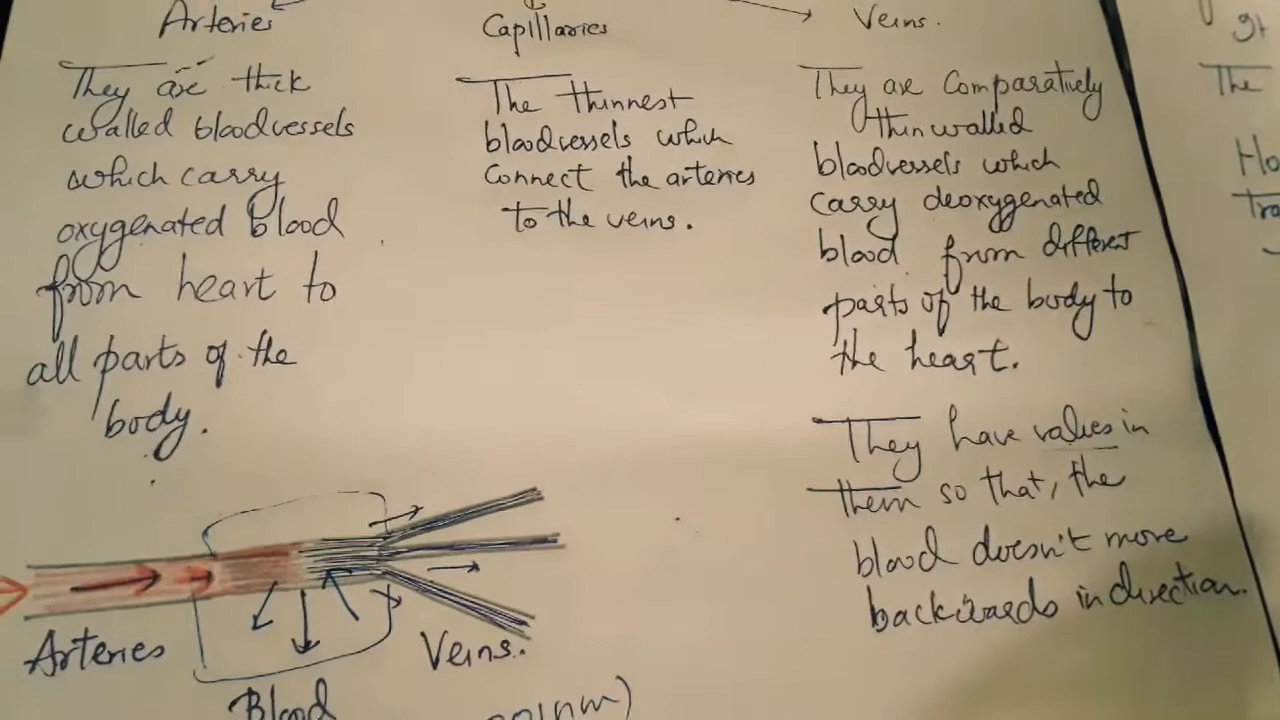 Arteries
They are thick
walled bloodvessels
which carry
oxygenated blood
from heart to
all parts of the
body.
Capillaries
The thinnest
bloodvessels which
connect the arteries
to the veins.
Veins.
They are comparatively
thin walled
bloodvessels which
carry deoxygenated
blood from different
parts of the body to
the heart.
They have values in
them so that, the
blood doesn't move
backwards in direction.
Arteries
Veins.
Blood
The